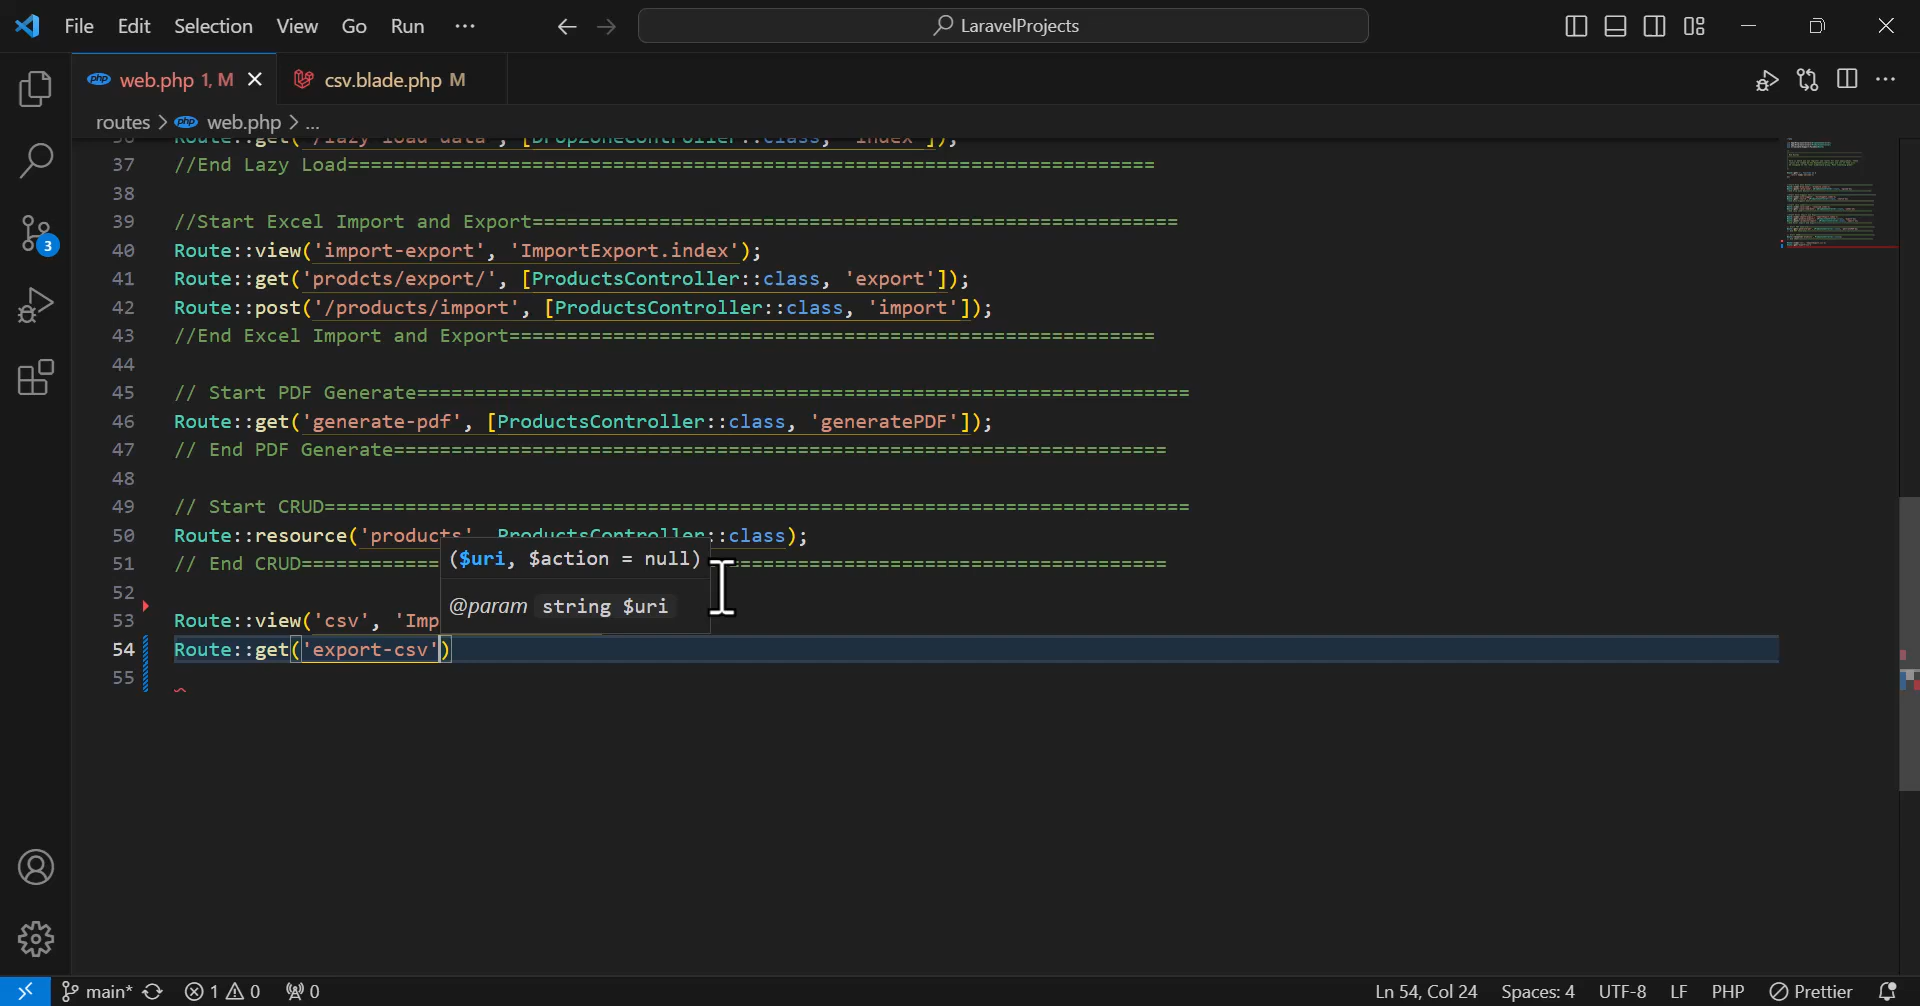 File Edit Selection View Go Run ··· LaravelProjects
web.php 1, M csv.blade.php M
routes > web.php > ...
37 //End Lazy Load======================================================================
38
39 //Start Excel Import and Export========================================================
40 Route::view('import-export', 'ImportExport.index');
41 Route::get('prodcts/export/', [ProductsController::class, 'export']);
42 Route::post('/products/import', [ProductsController::class, 'import']);
43 //End Excel Import and Export========================================================
44
45 // Start PDF Generate===================================================================
46 Route::get('generate-pdf', [ProductsController::class, 'generatePDF']);
47 // End PDF Generate===================================================================
48
49 // Start CRUD===========================================================================
50 Route::resource('products', ProductsController::class);
51 // End CRUD============ ======================================
($uri, $action = null)
52
@param string $uri
53 Route::view('csv', 'Imp
54 Route::get('export-csv')
55
main* 1 0 0 Ln 54, Col 24 Spaces: 4 UTF-8 LF PHP Prettier
3